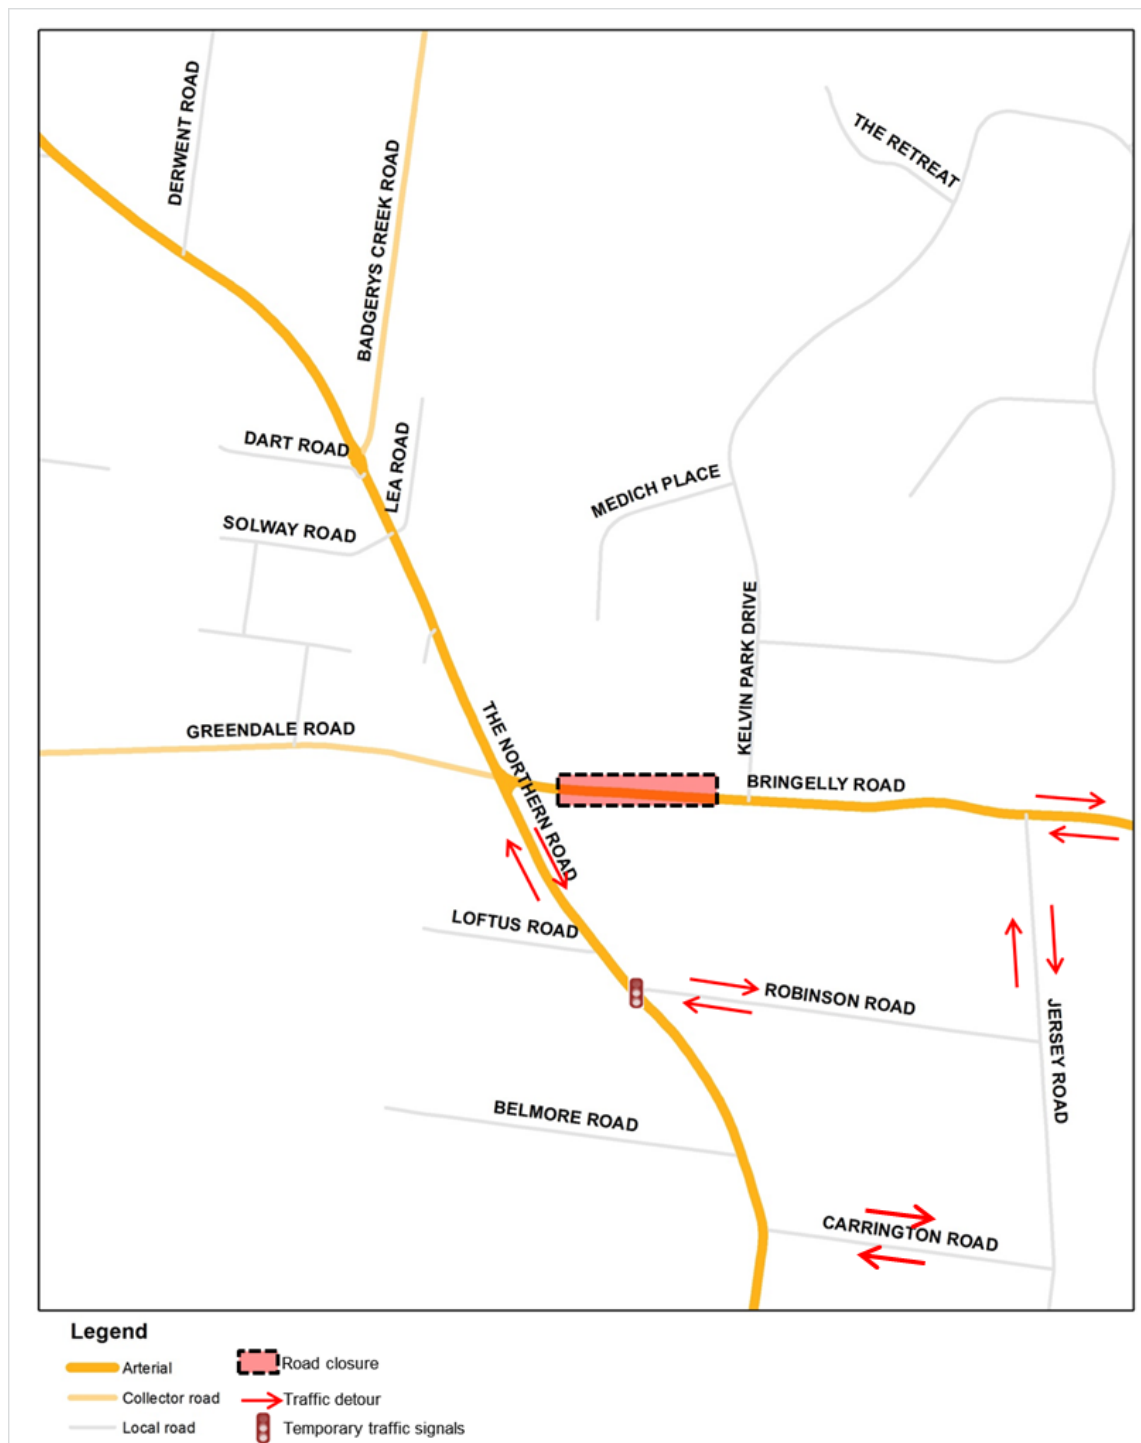 DERWENT ROAD
BADGERYS CREEK ROAD
THE RETREAT
DART ROAD
LEA ROAD
MEDICH PLACE
SOLWAY ROAD
KELVIN PARK DRIVE
GREENDALE ROAD
THE NORTHERN ROAD
BRINGELLY ROAD
LOFTUS ROAD
ROBINSON ROAD
JERSEY ROAD
BELMORE ROAD
CARRINGTON ROAD
Legend
Arterial
Road closure
Collector road
Traffic detour
Local road
Temporary traffic signals